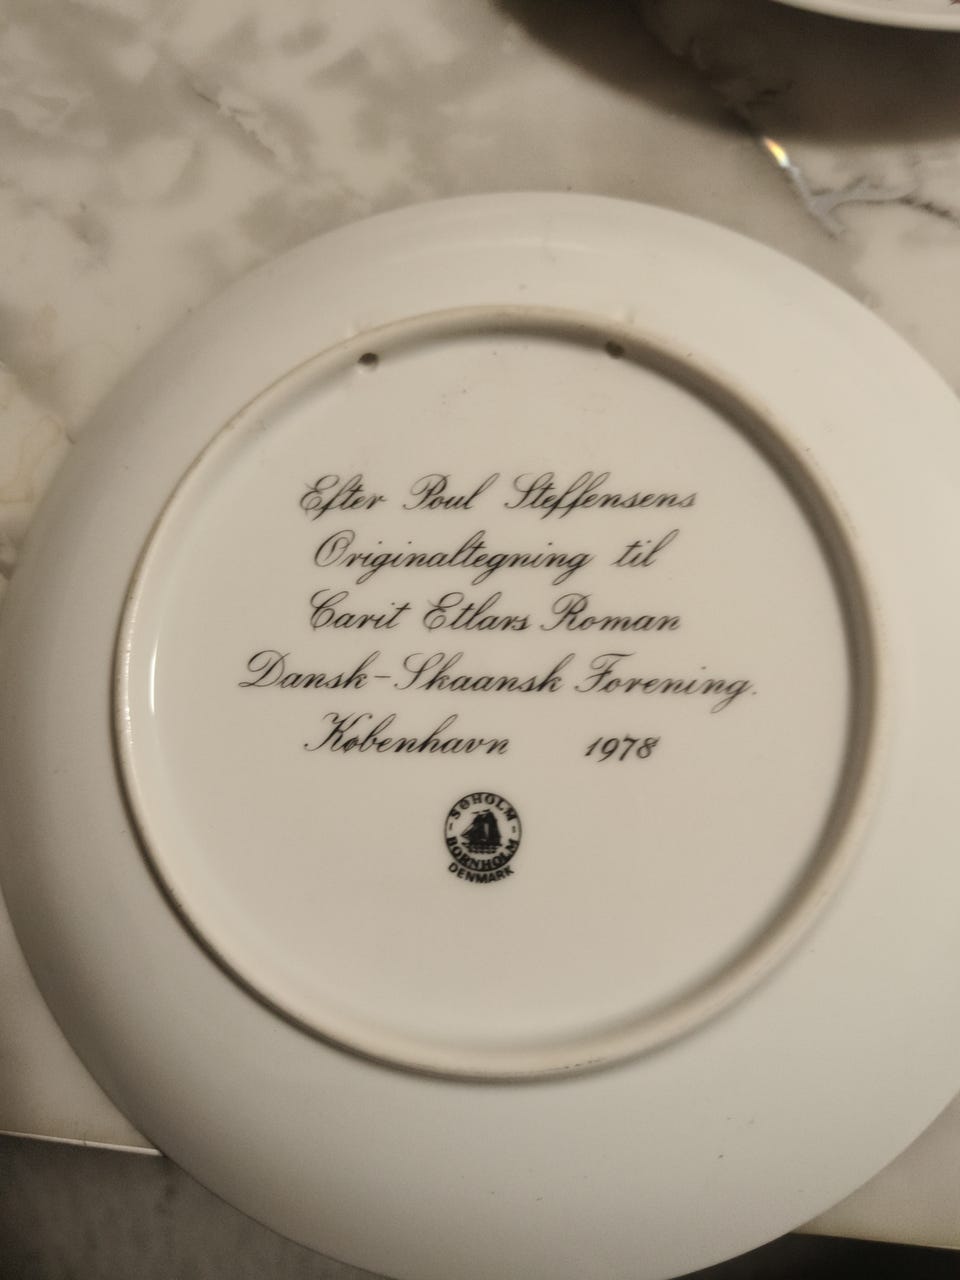 Efter Poul Steffensens
Originaltegning til
Carit Etlars Roman
Dansk-Skaansk Forening.
København 1978
SØHOLM
BORNHOLM
DENMARK